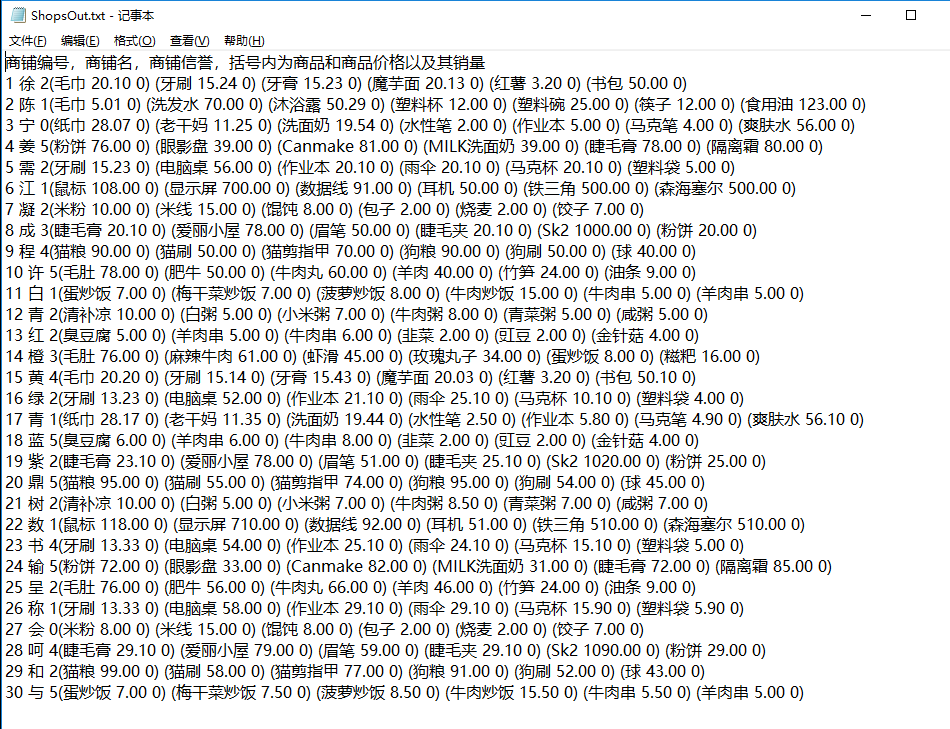 ShopsOut.txt - 记事本
文件(F) 编辑(E) 格式(O) 查看(V) 帮助(H)
商铺编号，商铺名，商铺信誉，括号内为商品和商品价格以及其销量
1 徐 2(毛巾 20.10 0) (牙刷 15.24 0) (牙膏 15.23 0) (魔芋面 20.13 0) (红薯 3.20 0) (书包 50.00 0)
2 陈 1(毛巾 5.01 0) (洗发水 70.00 0) (沐浴露 50.29 0) (塑料杯 12.00 0) (塑料碗 25.00 0) (筷子 12.00 0) (食用油 123.00 0)
3 宁 0(纸巾 28.07 0) (老干妈 11.25 0) (洗面奶 19.54 0) (水性笔 2.00 0) (作业本 5.00 0) (马克笔 4.00 0) (爽肤水 56.00 0)
4 姜 5(粉饼 76.00 0) (眼影盘 39.00 0) (Canmake 81.00 0) (MILK洗面奶 39.00 0) (睫毛膏 78.00 0) (隔离霜 80.00 0)
5 需 2(牙刷 15.23 0) (电脑桌 56.00 0) (作业本 20.10 0) (雨伞 20.10 0) (马克杯 20.10 0) (塑料袋 5.00 0)
6 江 1(鼠标 108.00 0) (显示屏 700.00 0) (数据线 91.00 0) (耳机 50.00 0) (铁三角 500.00 0) (森海塞尔 500.00 0)
7 凝 2(米粉 10.00 0) (米线 15.00 0) (馄饨 8.00 0) (包子 2.00 0) (烧麦 2.00 0) (饺子 7.00 0)
8 成 3(睫毛膏 20.10 0) (爱丽小屋 78.00 0) (眉笔 50.00 0) (睫毛夹 20.10 0) (Sk2 1000.00 0) (粉饼 20.00 0)
9 程 4(猫粮 90.00 0) (猫刷 50.00 0) (猫剪指甲 70.00 0) (狗粮 90.00 0) (狗刷 50.00 0) (球 40.00 0)
10 许 5(毛肚 78.00 0) (肥牛 50.00 0) (牛肉丸 60.00 0) (羊肉 40.00 0) (竹笋 24.00 0) (油条 9.00 0)
11 白 1(蛋炒饭 7.00 0) (梅干菜炒饭 7.00 0) (菠萝炒饭 8.00 0) (牛肉炒饭 15.00 0) (牛肉串 5.00 0) (羊肉串 5.00 0)
12 青 2(清补凉 10.00 0) (白粥 5.00 0) (小米粥 7.00 0) (牛肉粥 8.00 0) (青菜粥 5.00 0) (咸粥 5.00 0)
13 红 2(臭豆腐 5.00 0) (羊肉串 5.00 0) (牛肉串 6.00 0) (韭菜 2.00 0) (豇豆 2.00 0) (金针菇 4.00 0)
14 橙 3(毛肚 76.00 0) (麻辣牛肉 61.00 0) (虾滑 45.00 0) (玫瑰丸子 34.00 0) (蛋炒饭 8.00 0) (糍粑 16.00 0)
15 黄 4(毛巾 20.20 0) (牙刷 15.14 0) (牙膏 15.43 0) (魔芋面 20.03 0) (红薯 3.20 0) (书包 50.10 0)
16 绿 2(牙刷 13.23 0) (电脑桌 52.00 0) (作业本 21.10 0) (雨伞 25.10 0) (马克杯 10.10 0) (塑料袋 4.00 0)
17 青 1(纸巾 28.17 0) (老干妈 11.35 0) (洗面奶 19.44 0) (水性笔 2.50 0) (作业本 5.80 0) (马克笔 4.90 0) (爽肤水 56.10 0)
18 蓝 5(臭豆腐 6.00 0) (羊肉串 6.00 0) (牛肉串 8.00 0) (韭菜 2.00 0) (豇豆 2.00 0) (金针菇 4.00 0)
19 紫 2(睫毛膏 23.10 0) (爱丽小屋 78.00 0) (眉笔 51.00 0) (睫毛夹 25.10 0) (Sk2 1020.00 0) (粉饼 25.00 0)
20 鼎 5(猫粮 95.00 0) (猫刷 55.00 0) (猫剪指甲 74.00 0) (狗粮 95.00 0) (狗刷 54.00 0) (球 45.00 0)
21 树 2(清补凉 10.00 0) (白粥 5.00 0) (小米粥 7.00 0) (牛肉粥 8.50 0) (青菜粥 7.00 0) (咸粥 7.00 0)
22 数 1(鼠标 118.00 0) (显示屏 710.00 0) (数据线 92.00 0) (耳机 51.00 0) (铁三角 510.00 0) (森海塞尔 510.00 0)
23 书 4(牙刷 13.33 0) (电脑桌 54.00 0) (作业本 25.10 0) (雨伞 24.10 0) (马克杯 15.10 0) (塑料袋 5.00 0)
24 输 5(粉饼 72.00 0) (眼影盘 33.00 0) (Canmake 82.00 0) (MILK洗面奶 31.00 0) (睫毛膏 72.00 0) (隔离霜 85.00 0)
25 呈 2(毛肚 76.00 0) (肥牛 56.00 0) (牛肉丸 66.00 0) (羊肉 46.00 0) (竹笋 24.00 0) (油条 9.00 0)
26 称 1(牙刷 13.33 0) (电脑桌 58.00 0) (作业本 29.10 0) (雨伞 29.10 0) (马克杯 15.90 0) (塑料袋 5.90 0)
27 会 0(米粉 8.00 0) (米线 15.00 0) (馄饨 8.00 0) (包子 2.00 0) (烧麦 2.00 0) (饺子 7.00 0)
28 呵 4(睫毛膏 29.10 0) (爱丽小屋 79.00 0) (眉笔 59.00 0) (睫毛夹 29.10 0) (Sk2 1090.00 0) (粉饼 29.00 0)
29 和 2(猫粮 99.00 0) (猫刷 58.00 0) (猫剪指甲 77.00 0) (狗粮 91.00 0) (狗刷 52.00 0) (球 43.00 0)
30 与 5(蛋炒饭 7.00 0) (梅干菜炒饭 7.50 0) (菠萝炒饭 8.50 0) (牛肉炒饭 15.50 0) (牛肉串 5.50 0) (羊肉串 5.00 0)